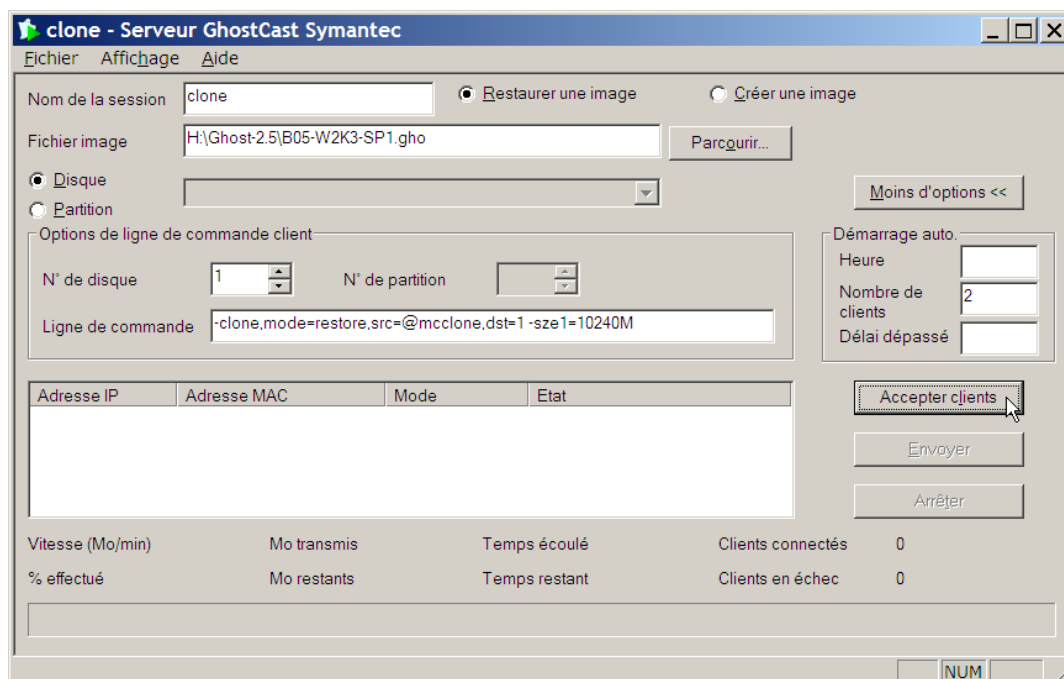 clone - Serveur GhostCast Symantec
Fichier Affichage Aide
Nom de la session clone Restaurer une image Créer une image
Fichier image H:\Ghost-2.5\B05-W2K3-SP1.gho Parcourir...
Disque
Partition
Moins d'options <<
Options de ligne de commande client
N° de disque 1 N° de partition
Ligne de commande -clone,mode=restore,src=@mcclone,dst=1 -sze1=10240M
Démarrage auto.
Heure
Nombre de clients 2
Délai dépassé
Adresse IP Adresse MAC Mode Etat
Accepter clients
Envoyer
Arrêter
Vitesse (Mo/min) Mo transmis Temps écoulé Clients connectés 0
% effectué Mo restants Temps restant Clients en échec 0
NUM